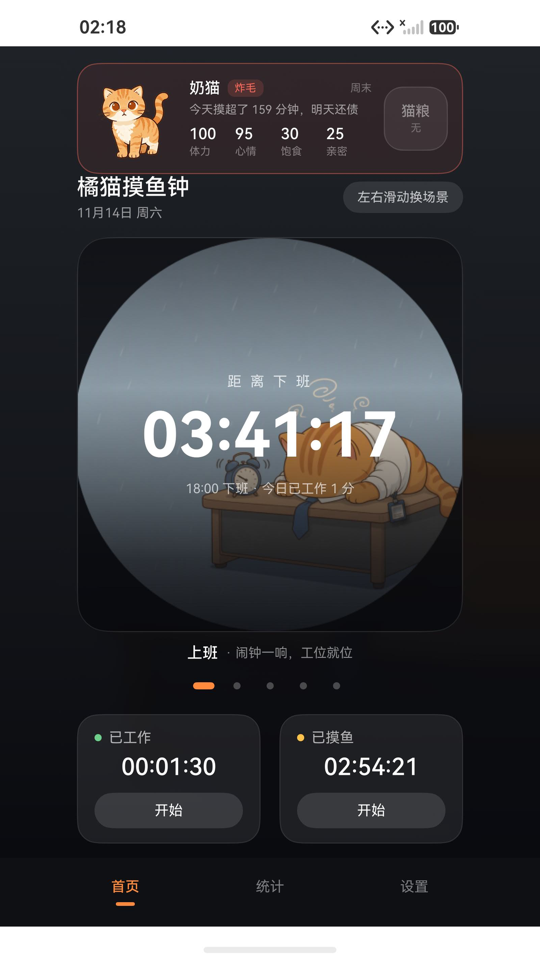 02:18
100
奶猫 炸毛 周末
今天摸超了 159 分钟，明天还债
100 95 30 25
体力 心情 饱食 亲密
猫粮
无
橘猫摸鱼钟
11月14日 周六
左右滑动换场景
距离下班
03:41:17
18:00 下班 · 今日已工作 1 分
上班 · 闹钟一响，工位就位
已工作
00:01:30
开始
已摸鱼
02:54:21
开始
首页 统计 设置